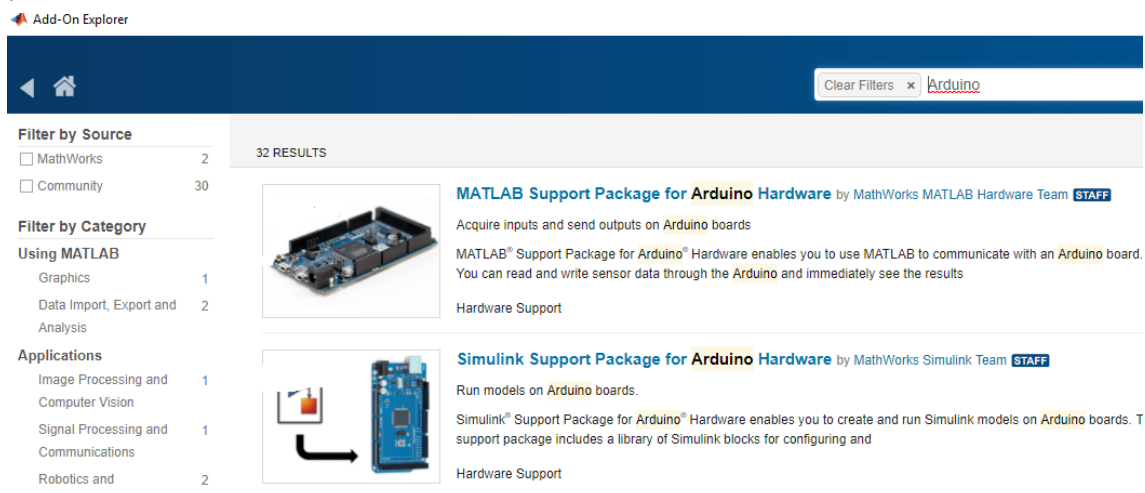 Add-On Explorer
Clear Filters × Arduino
Filter by Source
MathWorks 2
Community 30
Filter by Category
Using MATLAB
Graphics 1
Data Import, Export and 2
Analysis
Applications
Image Processing and 1
Computer Vision
Signal Processing and 1
Communications
Robotics and 2
32 RESULTS
MATLAB Support Package for Arduino Hardware by MathWorks MATLAB Hardware Team STAFF
Acquire inputs and send outputs on Arduino boards
MATLAB® Support Package for Arduino® Hardware enables you to use MATLAB to communicate with an Arduino board.
You can read and write sensor data through the Arduino and immediately see the results
Hardware Support
Simulink Support Package for Arduino Hardware by MathWorks Simulink Team STAFF
Run models on Arduino boards.
Simulink® Support Package for Arduino® Hardware enables you to create and run Simulink models on Arduino boards. T
support package includes a library of Simulink blocks for configuring and
Hardware Support